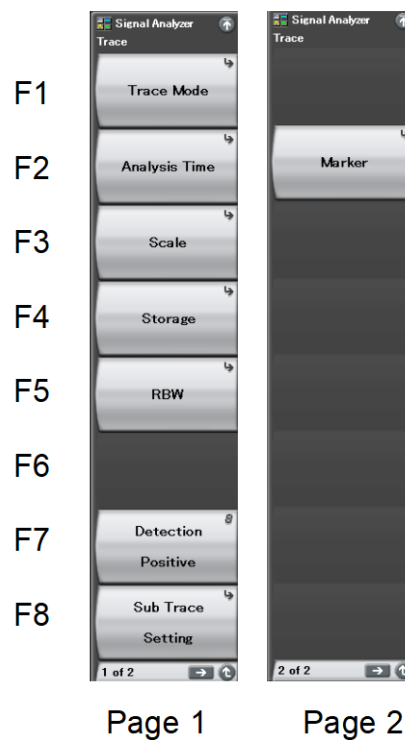 Signal Analyzer
Trace
F1
Trace Mode
F2
Analysis Time
F3
Scale
F4
Storage
F5
RBW
F6
F7
Detection
Positive
F8
Sub Trace
Setting
1 of 2
Page 1
Signal Analyzer
Trace
Marker
2 of 2
Page 2